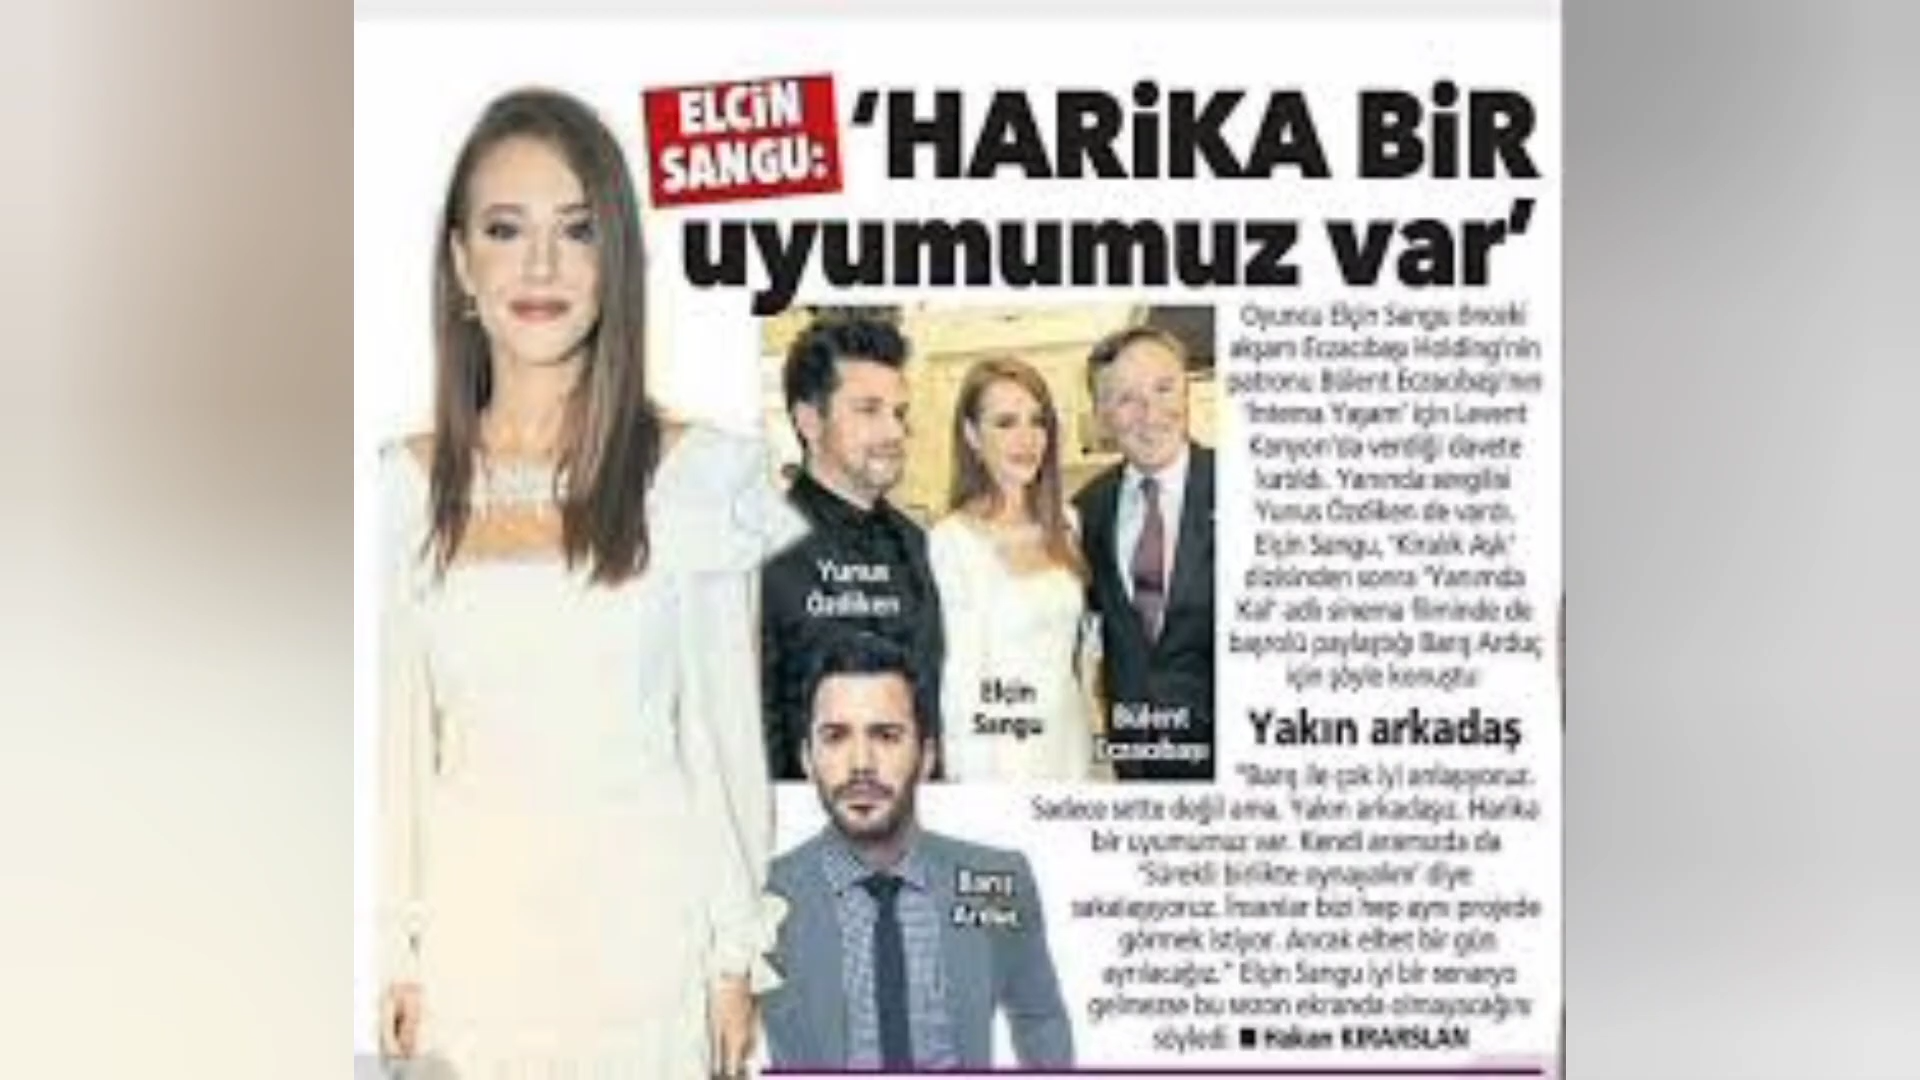 ELÇİN
SANGU:
'HARİKA BİR
uyumumuz var'
Oyuncu Elçin Sangu önceki
akşam Eczacıbaşı Holding'nin
patronu Bülent Eczacıbaşı'nın
'İntema Yaşam' için Levent
Kanyon'da verdiği davete
katıldı. Yanında sevgilisi
Yunus Özdiken de vardı.
Elçin Sangu, "Kiralık Aşk"
dizisinden sonra "Yanımda
Kal" adlı sinema filminde de
başrolü paylaştığı Barış Arduç
için şöyle konuştu:
Yakın arkadaş
"Barış ile çok iyi anlaşıyoruz.
Sadece sette değil ama. Yakın arkadaşız. Harika
bir uyumumuz var. Kendi aramızda da
'Sürekli birlikte oynayalım' diye
şakalaşıyoruz. İnsanlar bizi hep aynı projede
görmek istiyor. Ancak elbet bir gün
ayrılacağız." Elçin Sangu iyi bir senaryo
gelmezse bu sezon ekranda olmayacağını
söyledi. ■ Hakan KIRARSLAN
Yunus
Özdiken
Elçin
Sangu
Bülent
Eczacıbaşı
Barış
Arduç